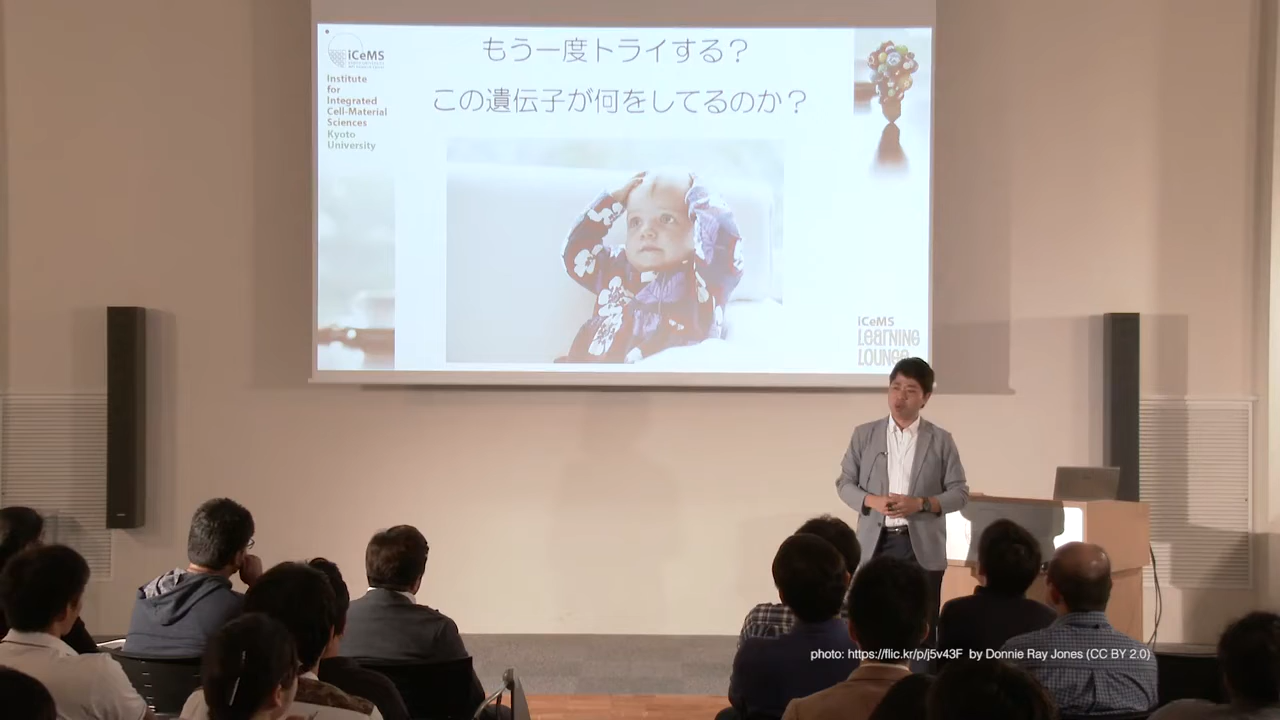 もう一度トライする？
この遺伝子が何をしてるのか？
iCeMS
Institute
for
Integrated
Cell-Material
Sciences
Kyoto
University
iCeMS
LEARNING
LOUNGE
photo: https://flic.kr/p/j5v43F by Donnie Ray Jones (CC BY 2.0)